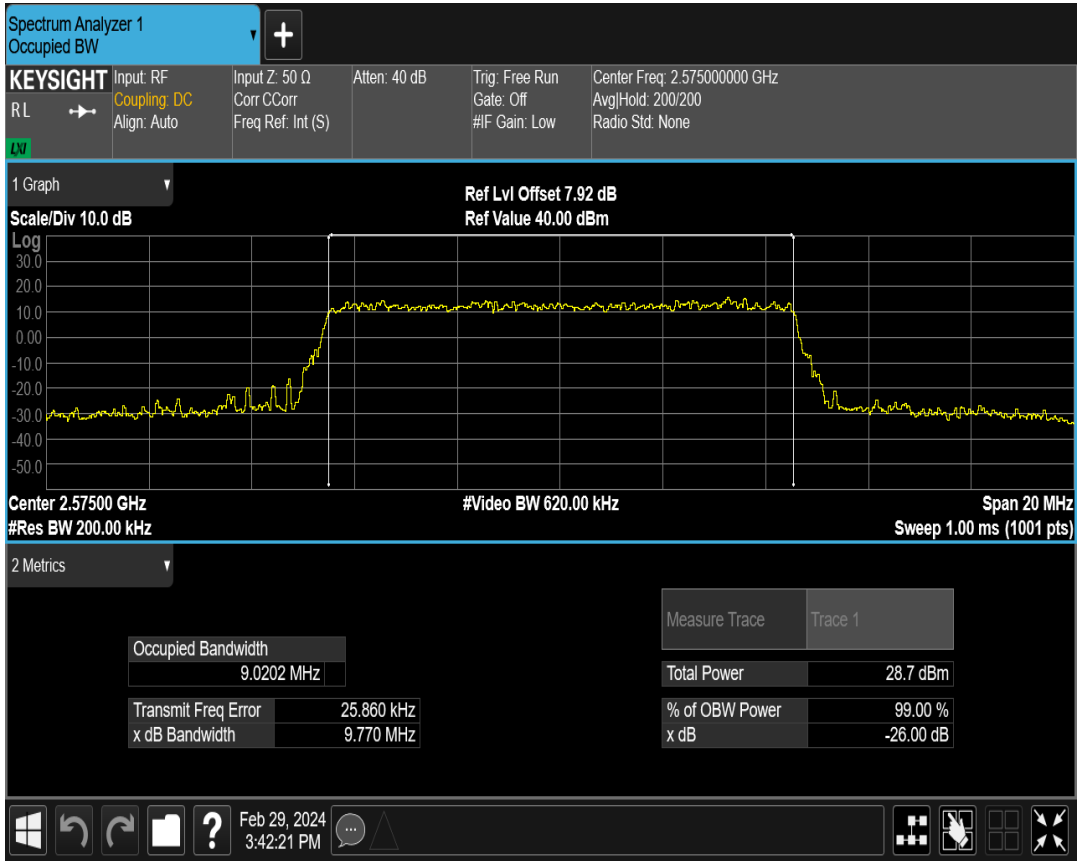 Spectrum Analyzer 1
Occupied BW
+
KEYSIGHT
RL
LXI
Input: RF
Coupling: DC
Align: Auto
Input Z: 50 Ω
Corr CCorr
Freq Ref: Int (S)
Atten: 40 dB
Trig: Free Run
Gate: Off
#IF Gain: Low
Center Freq: 2.575000000 GHz
Avg|Hold: 200/200
Radio Std: None
1 Graph
Scale/Div 10.0 dB
Ref Lvl Offset 7.92 dB
Ref Value 40.00 dBm
Log
30.0
20.0
10.0
0.00
-10.0
-20.0
-30.0
-40.0
-50.0
Center 2.57500 GHz
#Video BW 620.00 kHz
Span 20 MHz
#Res BW 200.00 kHz
Sweep 1.00 ms (1001 pts)
2 Metrics
Measure Trace Trace 1
Occupied Bandwidth
9.0202 MHz
Total Power 28.7 dBm
Transmit Freq Error 25.860 kHz
% of OBW Power 99.00 %
x dB Bandwidth 9.770 MHz
x dB -26.00 dB
?
Feb 29, 2024
3:42:21 PM